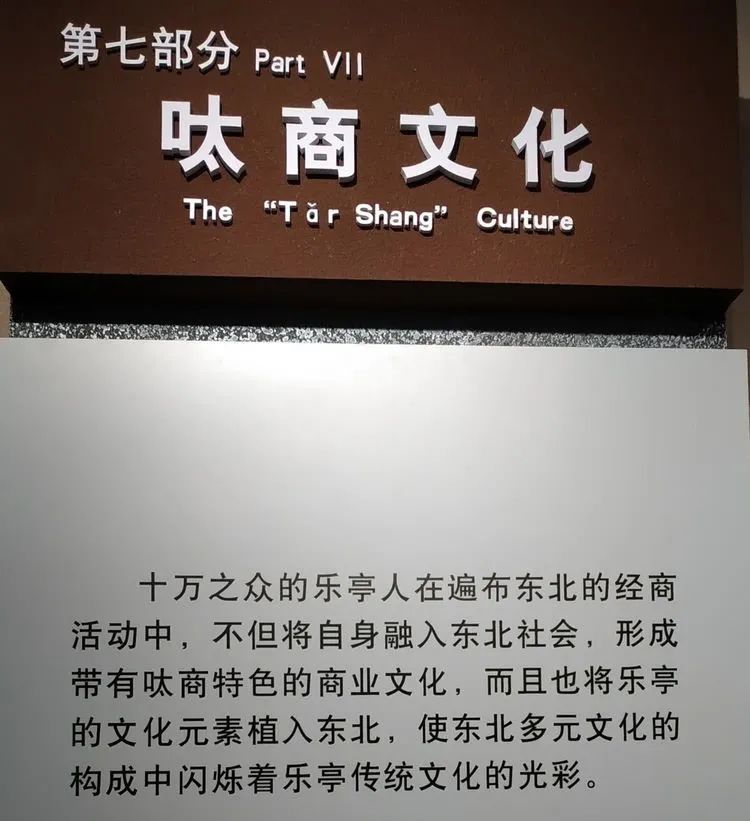 第七部分 Part VII
呔商文化
The “Tǎr Shang” Culture
十万之众的乐亭人在遍布东北的经商
活动中，不但将自身融入东北社会，形成
带有呔商特色的商业文化，而且也将乐亭
的文化元素植入东北，使东北多元文化的
构成中闪烁着乐亭传统文化的光彩。